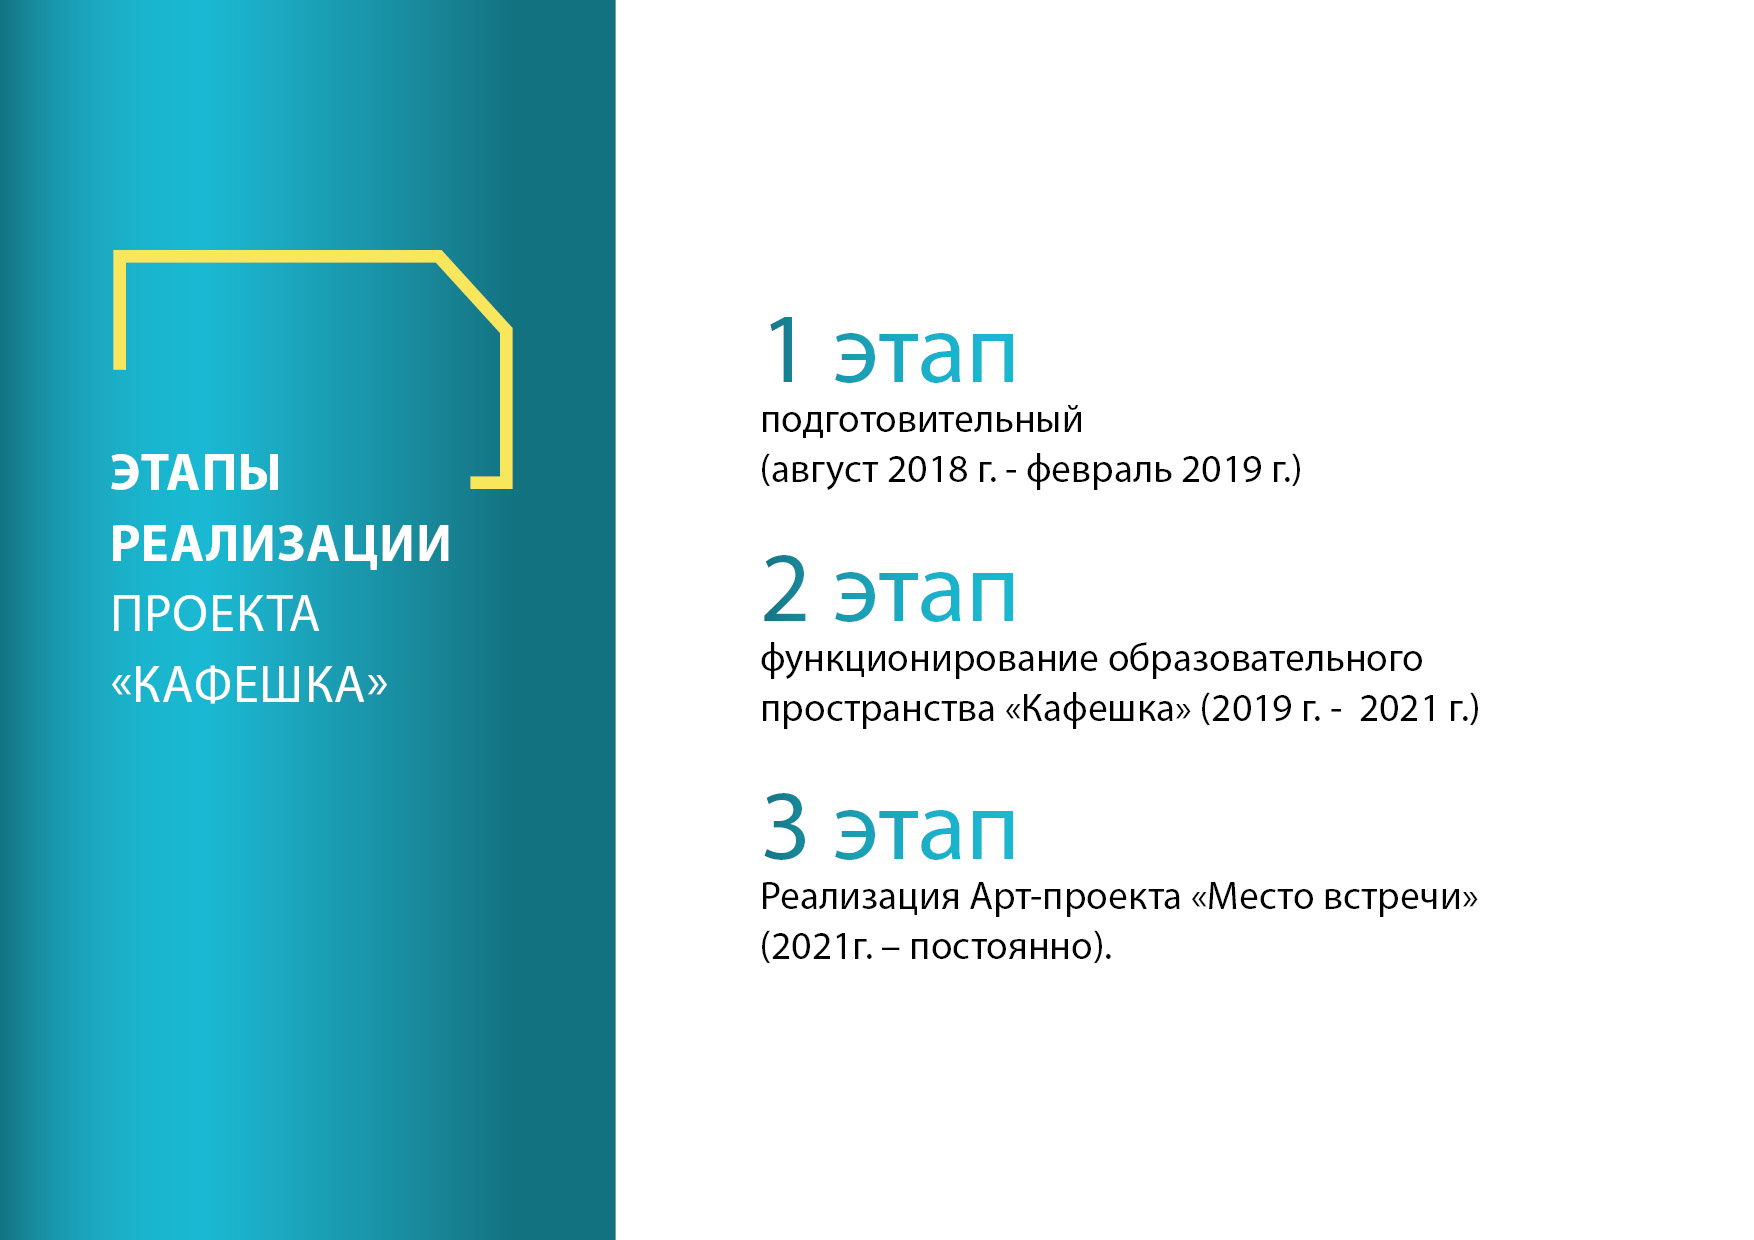 ЭТАПЫ
РЕАЛИЗАЦИИ
ПРОЕКТА
«КАФЕШКА»
1 этап
подготовительный
(август 2018 г. - февраль 2019 г.)
2 этап
функционирование образовательного
пространства «Кафешка» (2019 г. -  2021 г.)
3 этап
Реализация Арт-проекта «Место встречи»
(2021г. – постоянно).